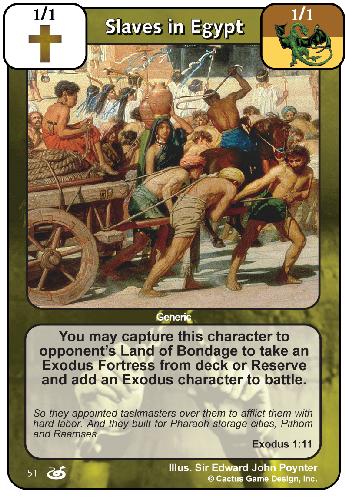 1/1
Slaves in Egypt
1/1
Generic
You may capture this character to
opponent's Land of Bondage to take an
Exodus Fortress from deck or Reserve
and add an Exodus character to battle.
So they appointed taskmasters over them to afflict them with
hard labor. And they built for Pharaoh storage cities, Pithom
and Raamses.
Exodus 1:11
51
Illus. Sir Edward John Poynter
© Cactus Game Design, Inc.